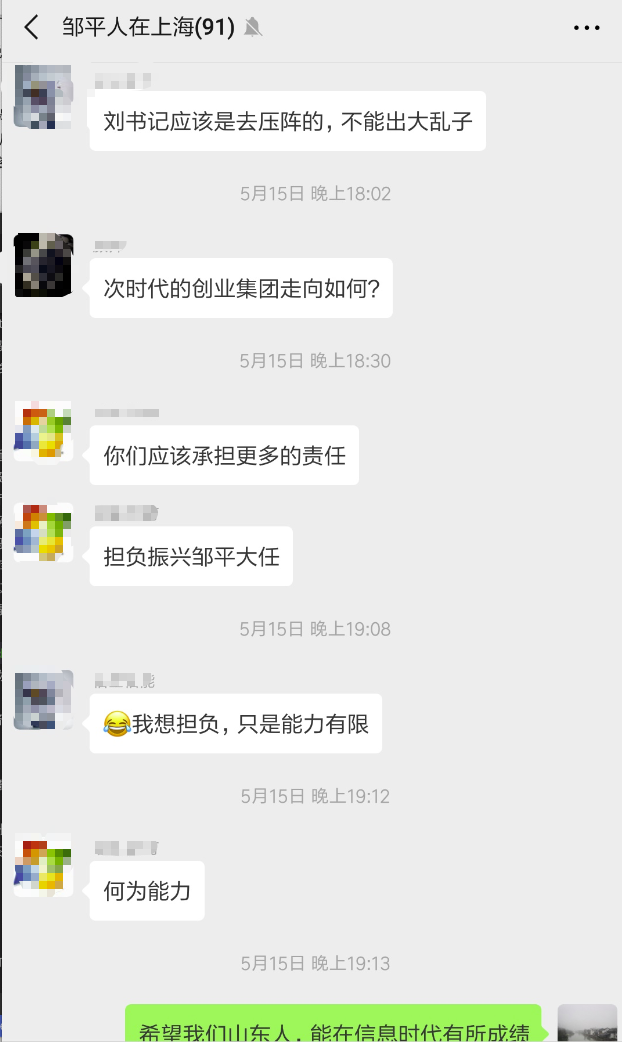 邹平人在上海(91)
刘书记应该是去压阵的，不能出大乱子
5月15日 晚上18:02
次时代的创业集团走向如何?
5月15日 晚上18:30
你们应该承担更多的责任
担负振兴邹平大任
5月15日 晚上19:08
😂我想担负，只是能力有限
5月15日 晚上19:12
何为能力
5月15日 晚上19:13
希望我们山东人，能在信息时代有所成绩